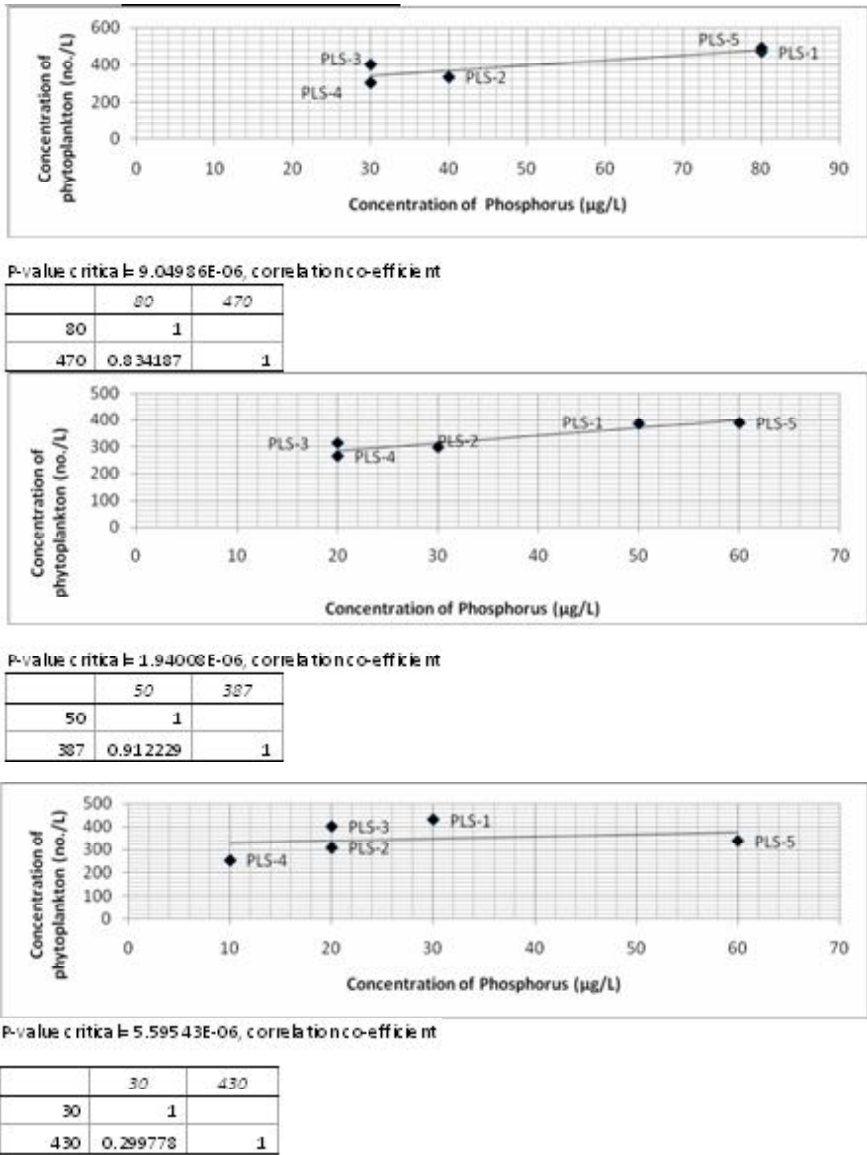 600
400
200
0
PLS-3
PLS-4
PLS-2
PLS-5
PLS-1
0 10 20 30 40 50 60 70 80 90
Concentration of
phytoplankton (no./L)
Concentration of Phosphorus (µg/L)
P-value critical= 9.04986E-06, correlation co-efficient
80 470
80 1
470 0.834187 1
500
400
300
200
100
0
PLS-3
PLS-4
PLS-2
PLS-1
PLS-5
0 10 20 30 40 50 60 70
Concentration of
phytoplankton (no./L)
Concentration of Phosphorus (µg/L)
P-value critical= 1.94008E-06, correlation co-efficient
50 387
50 1
387 0.912229 1
500
400
300
200
100
0
PLS-4
PLS-3
PLS-2
PLS-1
PLS-5
0 10 20 30 40 50 60 70
Concentration of
phytoplankton (no./L)
Concentration of Phosphorus (µg/L)
P-value critical= 5.59543E-06, correlation co-efficient
30 430
30 1
430 0.299778 1